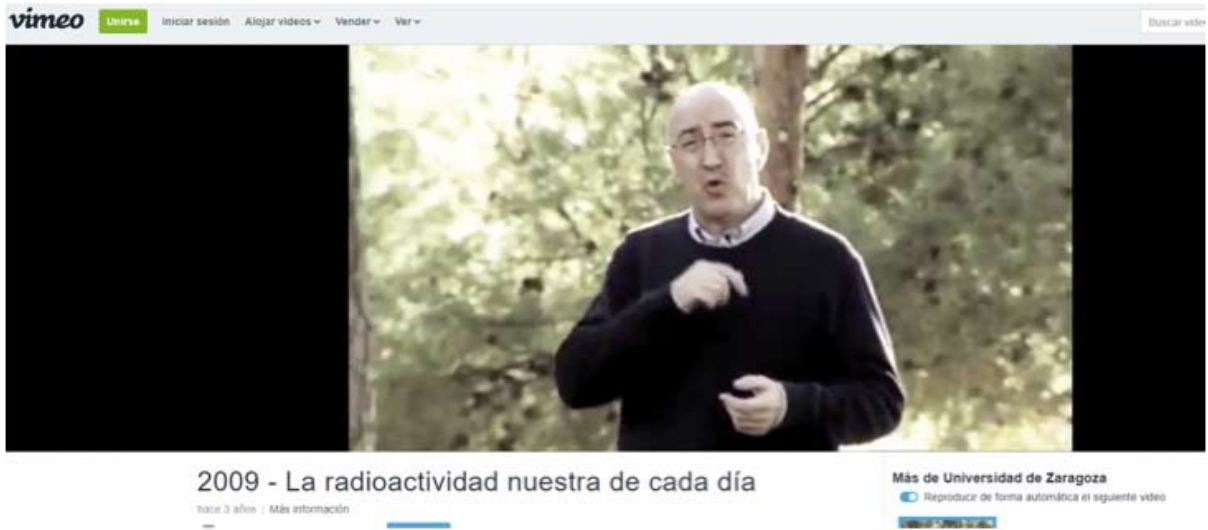 vimeo Unirse Iniciar sesión Alojar videos Vender Ver Buscar vide
2009 - La radioactividad nuestra de cada día
hace 3 años | Más información
Más de Universidad de Zaragoza
Reproducir de forma automática el siguiente video